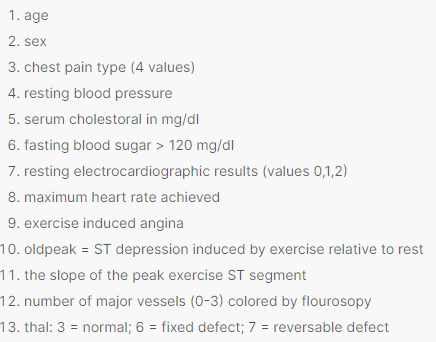 1. age
2. sex
3. chest pain type (4 values)
4. resting blood pressure
5. serum cholestoral in mg/dl
6. fasting blood sugar > 120 mg/dl
7. resting electrocardiographic results (values 0,1,2)
8. maximum heart rate achieved
9. exercise induced angina
10. oldpeak = ST depression induced by exercise relative to rest
11. the slope of the peak exercise ST segment
12. number of major vessels (0-3) colored by flourosopy
13. thal: 3 = normal; 6 = fixed defect; 7 = reversable defect